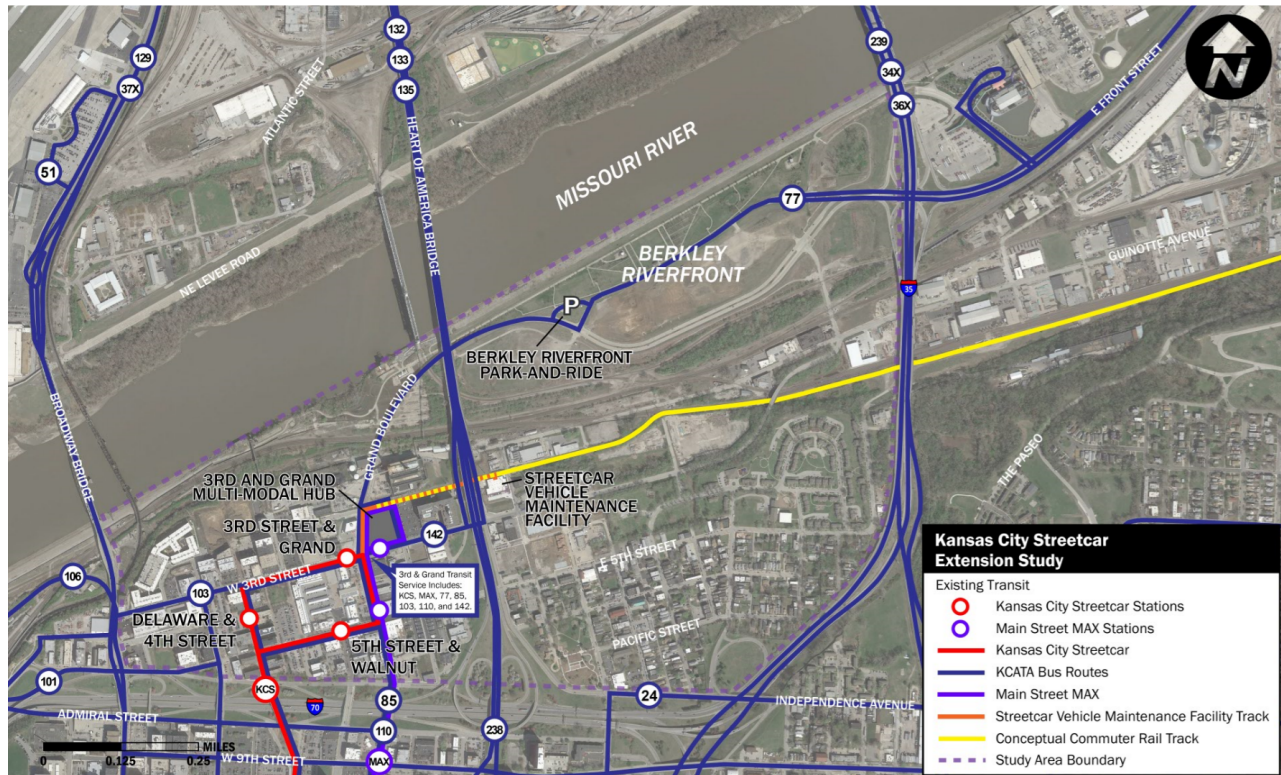 129
37X
51
132
133
135
239
34X
36X
N
ATLANTIC STREET
E FRONT STREET
MISSOURI RIVER
HEART OF AMERICA BRIDGE
77
NE LEVEE ROAD
BERKLEY
RIVERFRONT
GUINOTTE AVENUE
35
P
BERKLEY RIVERFRONT
PARK-AND-RIDE
BROADWAY BRIDGE
GRAND BOULEVARD
THE PASEO
3RD AND GRAND
MULTI-MODAL HUB
STREETCAR
VEHICLE
MAINTENANCE
FACILITY
3RD STREET &
GRAND
142
E 5TH STREET
3rd & Grand Transit
Service Includes:
KCS, MAX, 77, 85,
103, 110, and 142.
W 3RD STREET
106
103
DELAWARE &
4TH STREET
5TH STREET &
WALNUT
PACIFIC STREET
101
KCS
70
85
24
INDEPENDENCE AVENUE
ADMIRAL STREET
110
238
W 9TH STREET
MAX
MILES
0
0.125
0.25
Kansas City Streetcar
Extension Study
Existing Transit
Kansas City Streetcar Stations
Main Street MAX Stations
Kansas City Streetcar
KCATA Bus Routes
Main Street MAX
Streetcar Vehicle Maintenance Facility Track
Conceptual Commuter Rail Track
Study Area Boundary